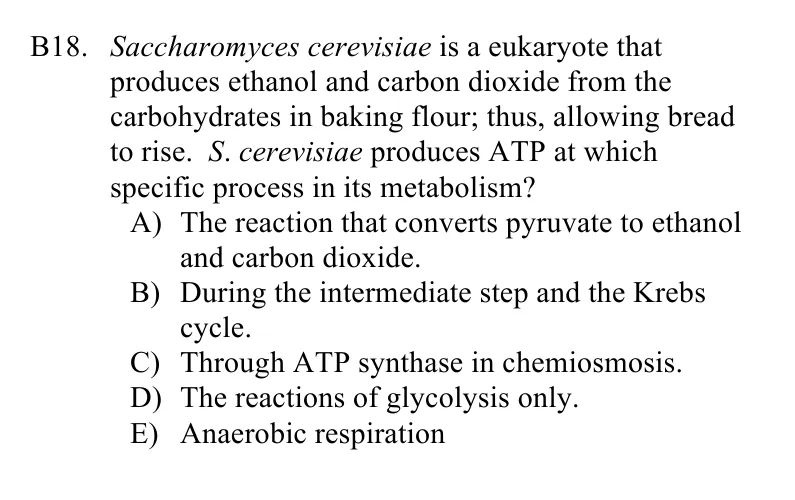 B18. Saccharomyces cerevisiae is a eukaryote that
produces ethanol and carbon dioxide from the
carbohydrates in baking flour; thus, allowing bread
to rise. S. cerevisiae produces ATP at which
specific process in its metabolism?
A) The reaction that converts pyruvate to ethanol
and carbon dioxide.
B) During the intermediate step and the Krebs
cycle.
C) Through ATP synthase in chemiosmosis.
D) The reactions of glycolysis only.
E) Anaerobic respiration